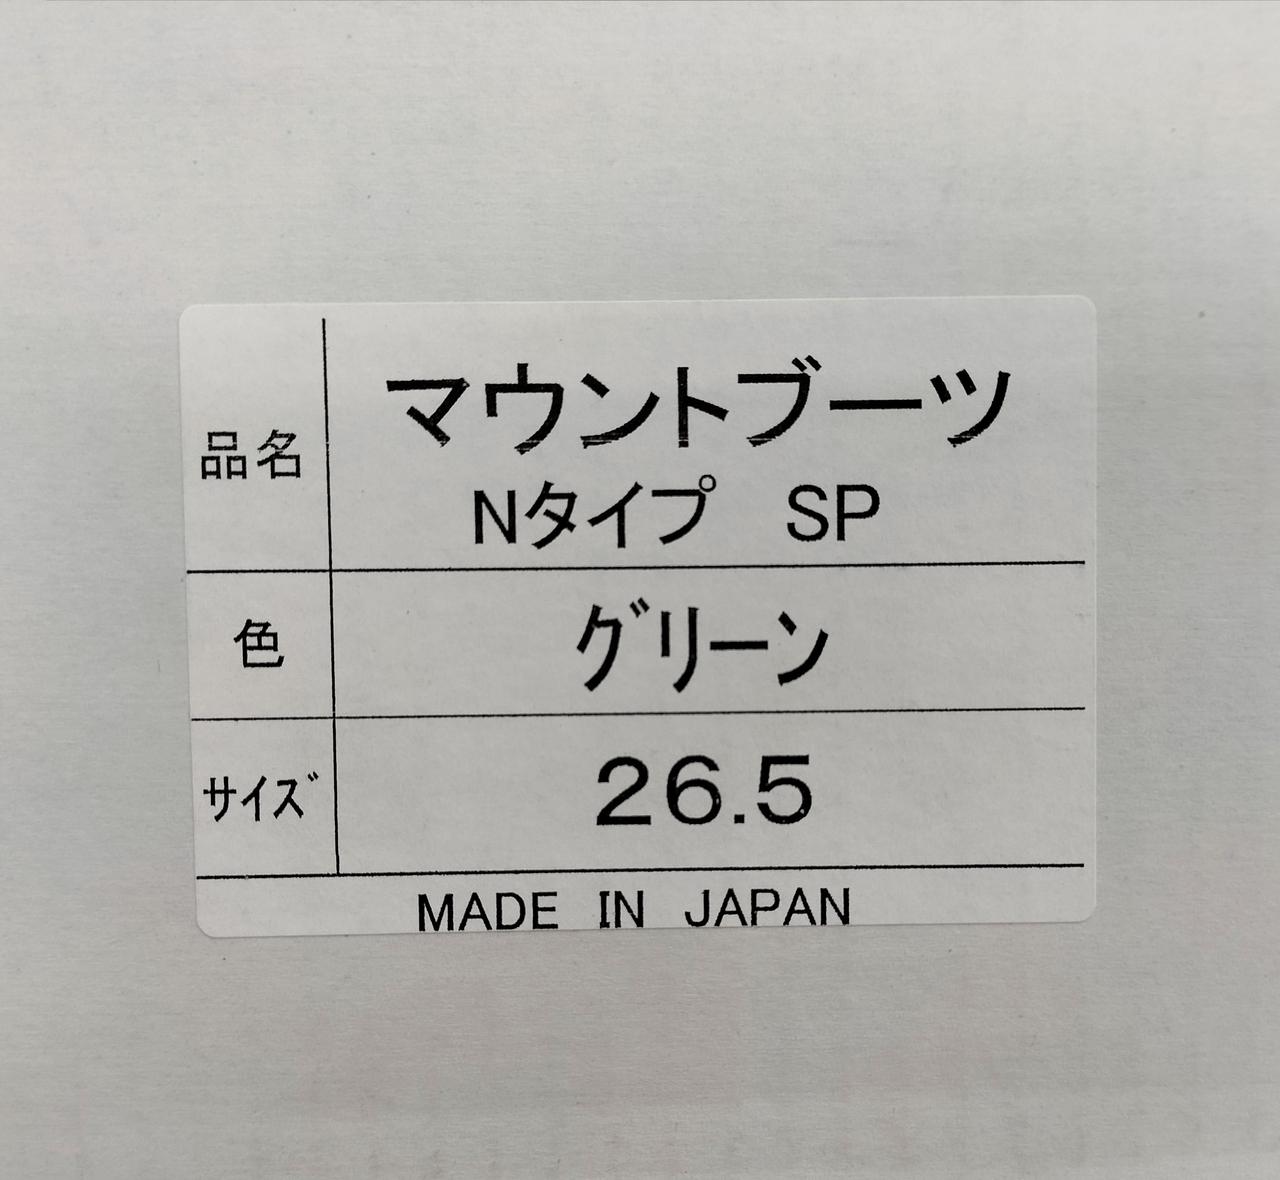 品名
マウントブーツ
Nタイプ　SP
色
グリーン
サイズ
26.5
MADE IN JAPAN